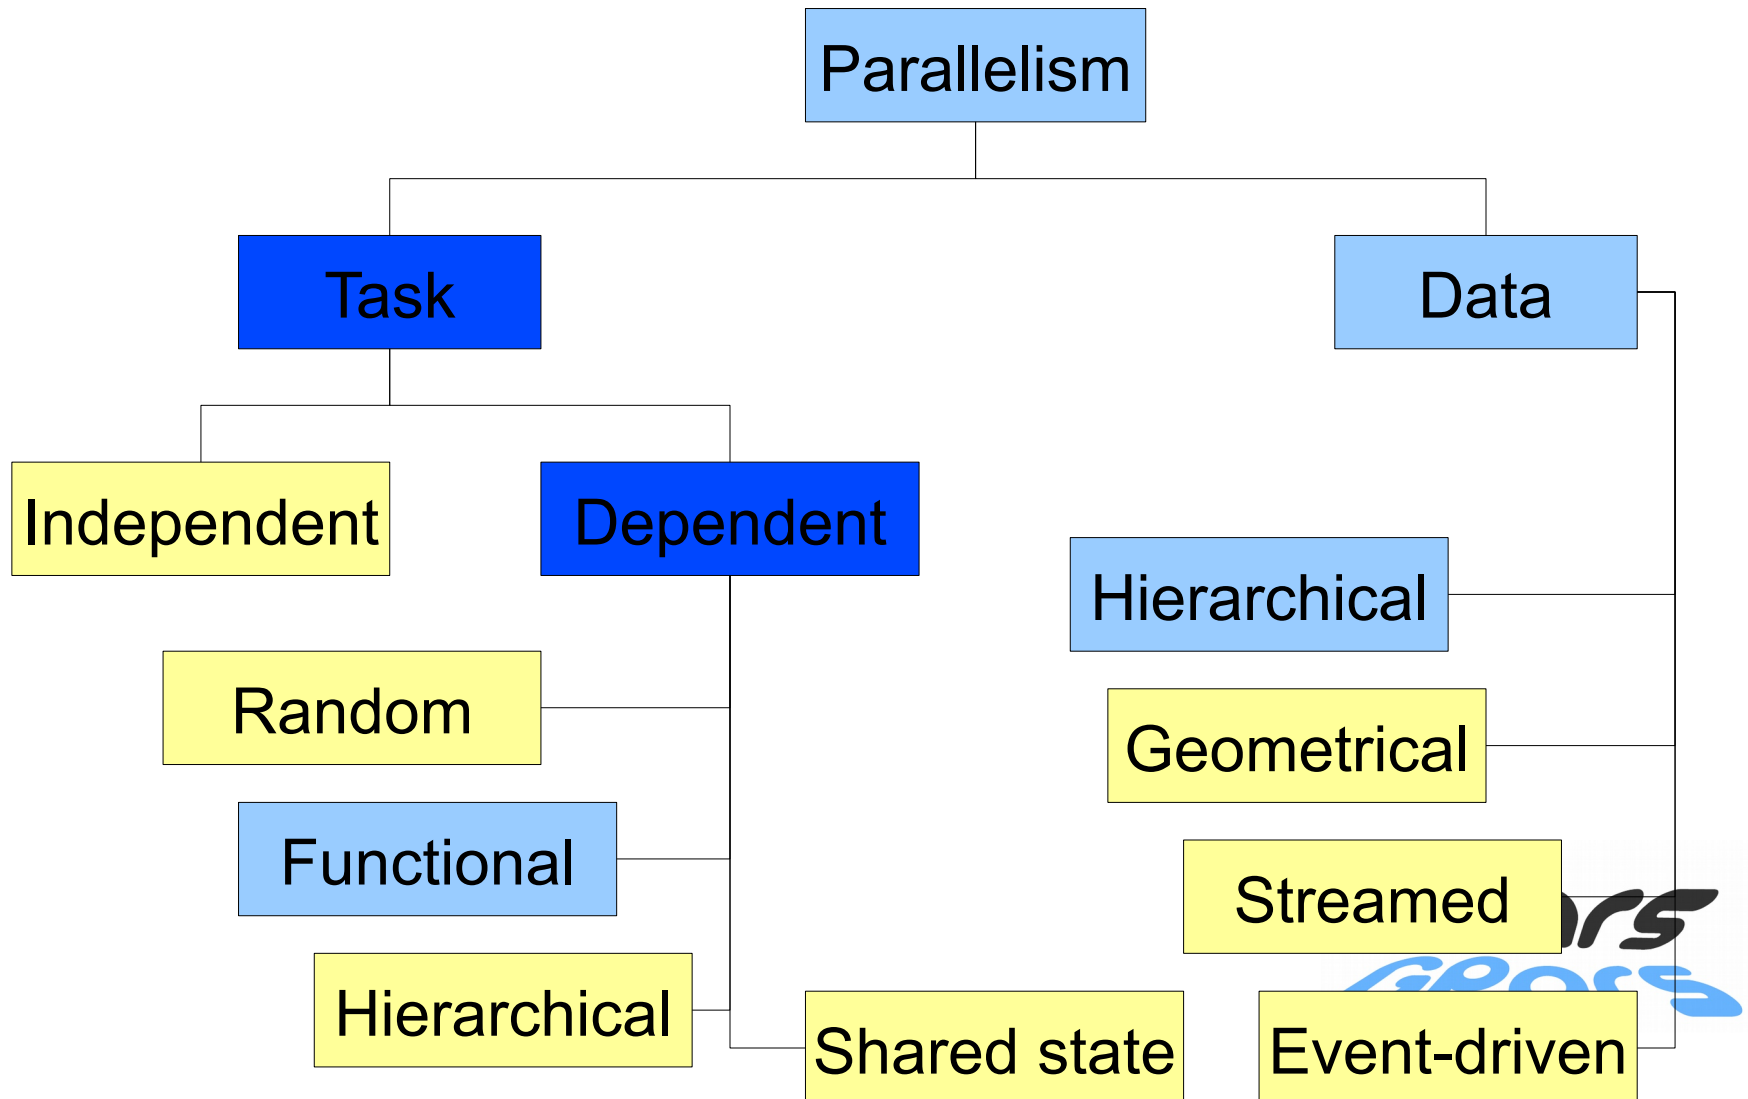 Parallelism
Task
Data
Independent
Dependent
Hierarchical
Random
Geometrical
Functional
Streamed
Hierarchical
Shared state
Event-driven